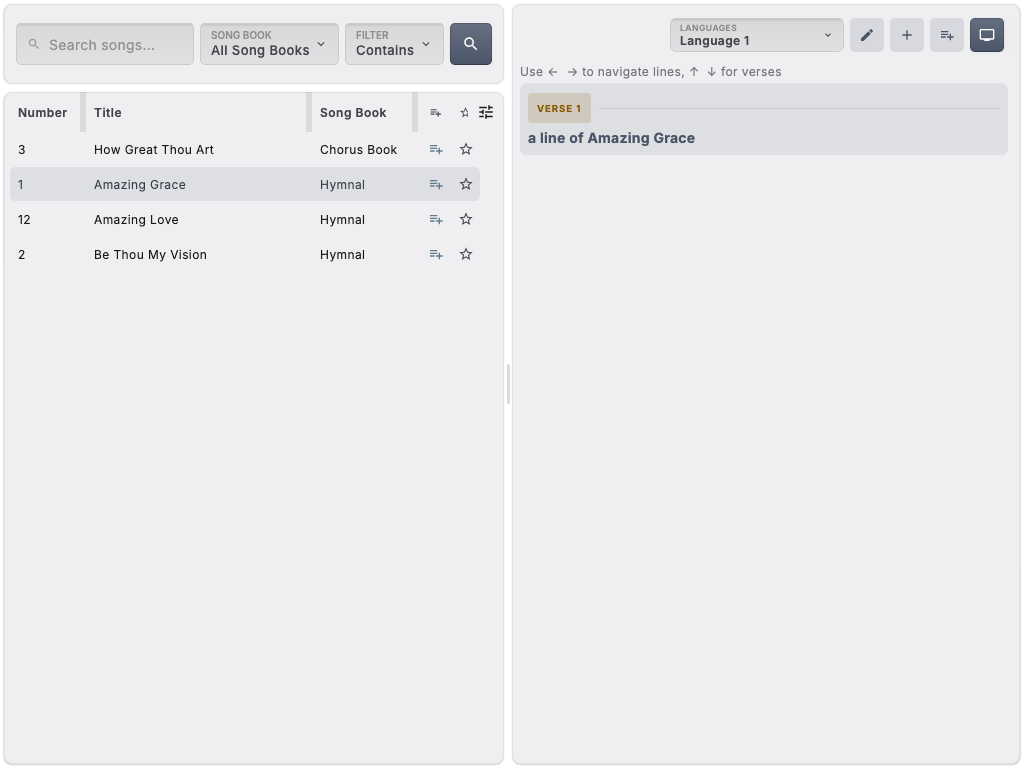 Search songs...
SONG BOOK
All Song Books
FILTER
Contains
Number Title Song Book
3 How Great Thou Art Chorus Book
1 Amazing Grace Hymnal
12 Amazing Love Hymnal
2 Be Thou My Vision Hymnal
LANGUAGES
Language 1
Use ← → to navigate lines, ↑ ↓ for verses
VERSE 1
a line of Amazing Grace